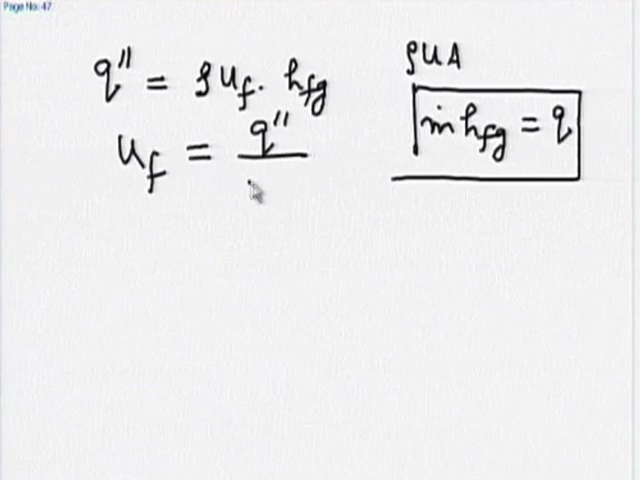 Page No: 47
q'' = ρ u_f . h_fg
u_f = q'' /
ρUA
ṁ h_fg = q